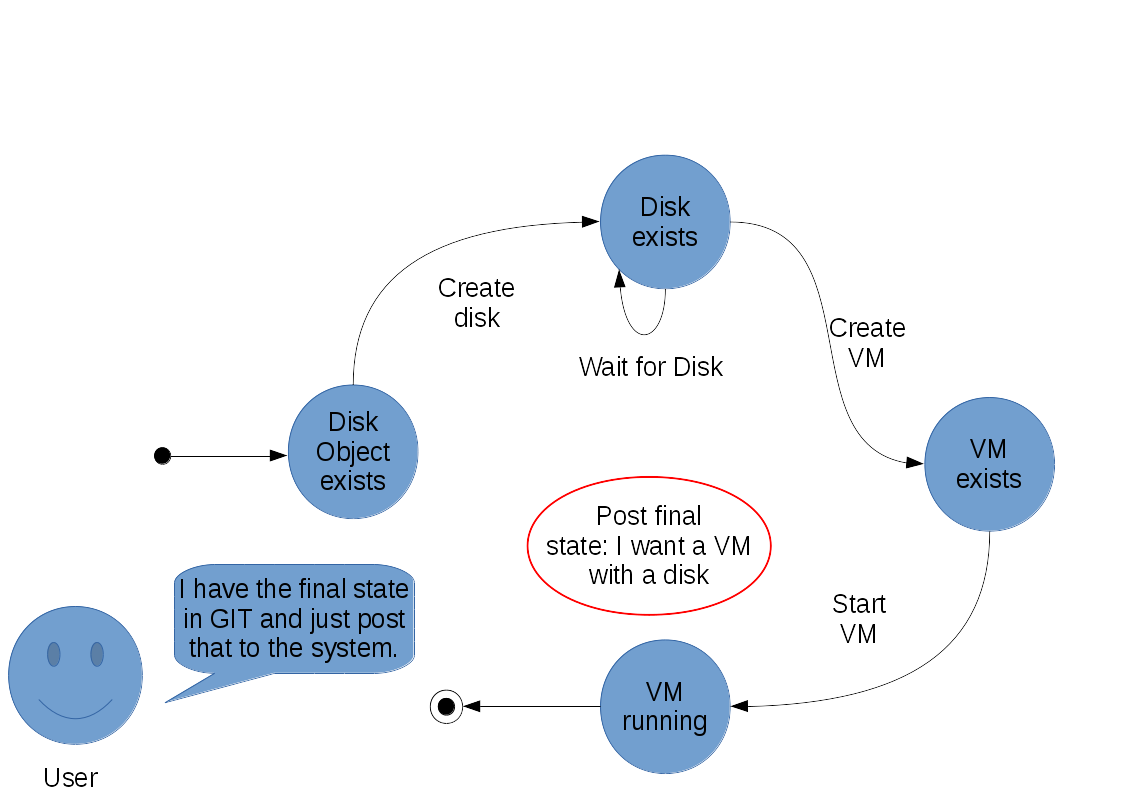 Disk
exists
Create
disk
Wait for Disk
Create
VM
Disk
Object
exists
VM
exists
Post final
state: I want a VM
with a disk
I have the final state
in GIT and just post
that to the system.
Start
VM
VM
running
User